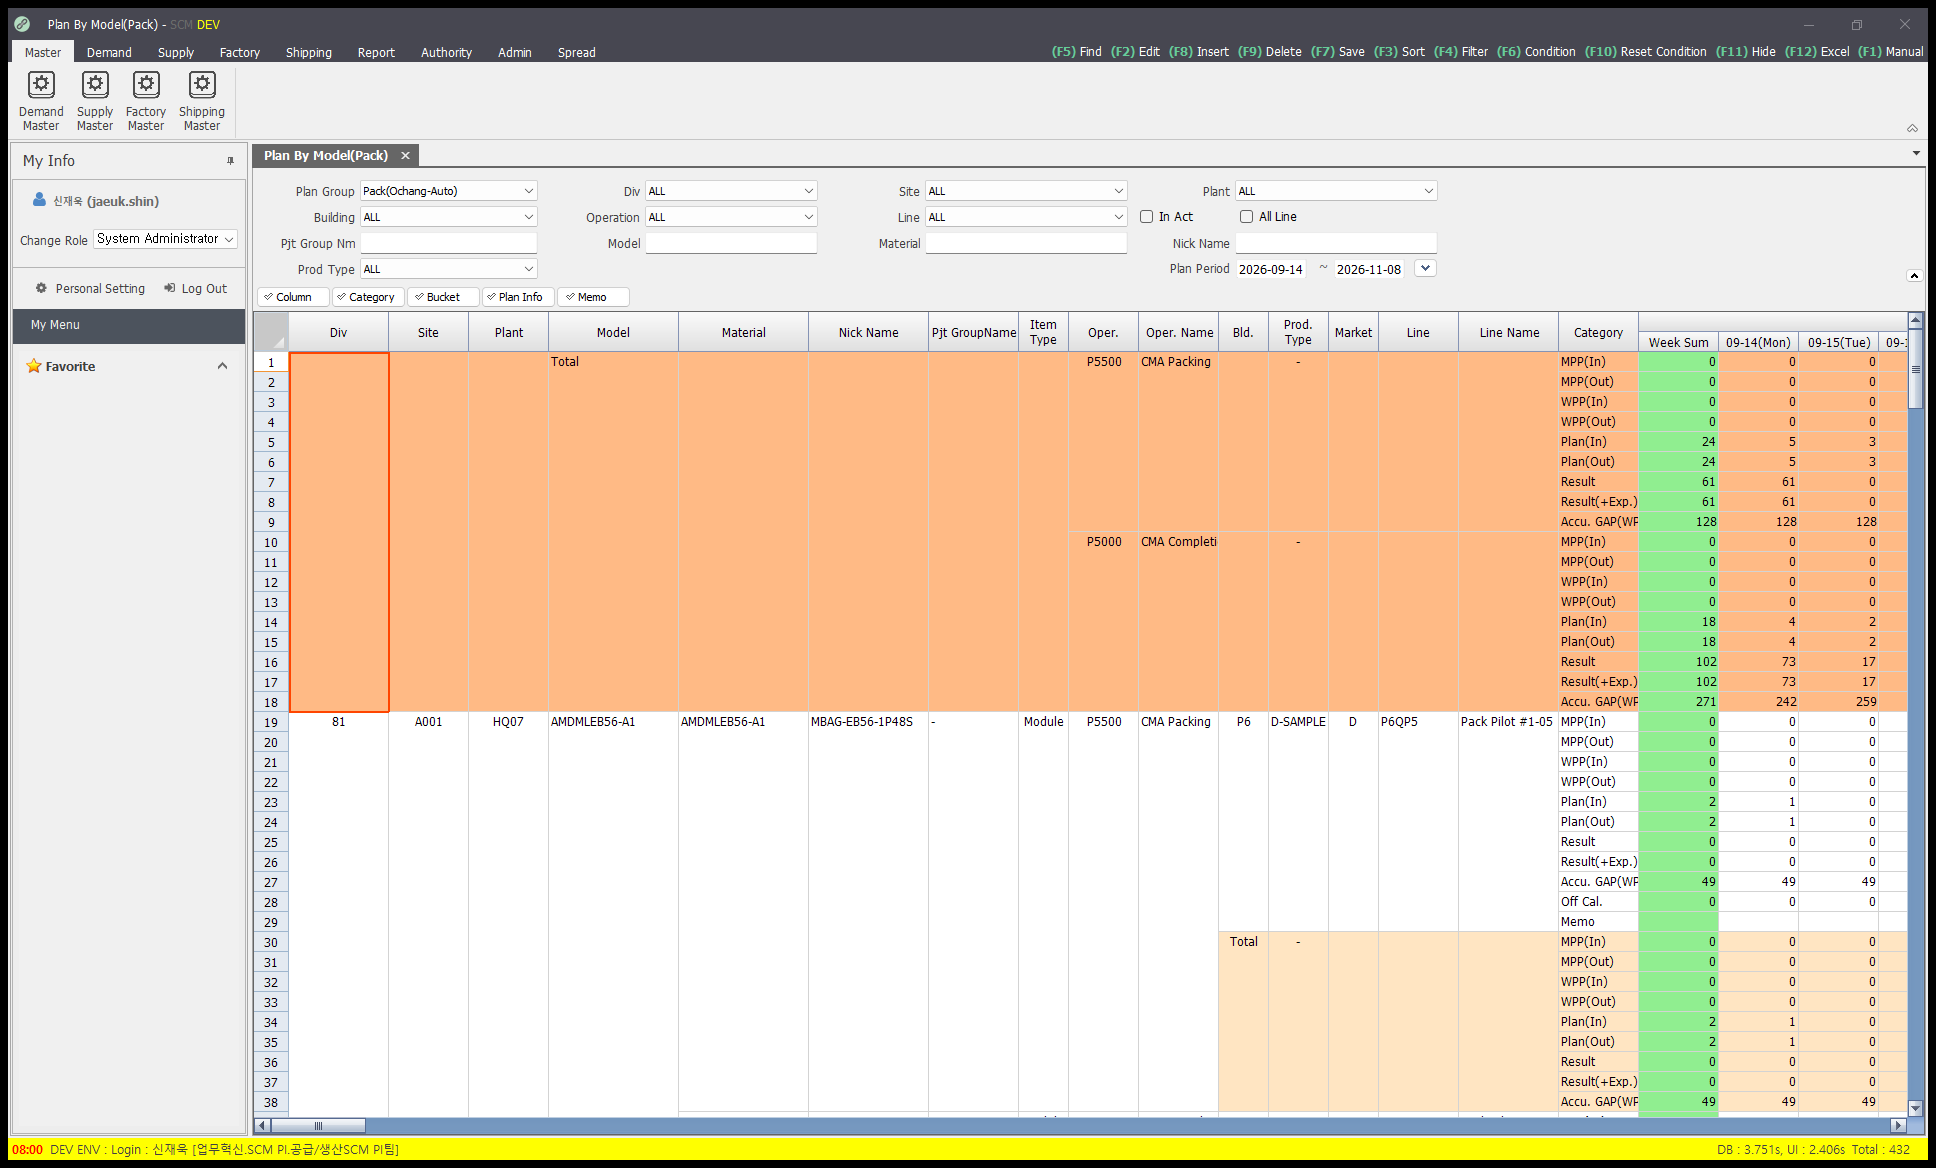 Plan By Model(Pack) - SCM DEV
Master Demand Supply Factory Shipping Report Authority Admin Spread (F5) Find (F2) Edit (F8) Insert (F9) Delete (F7) Save (F3) Sort (F4) Filter (F6) Condition (F10) Reset Condition (F11) Hide (F12) Excel (F1) Manual
Demand Master Supply Master Factory Master Shipping Master
My Info
신재욱 (jaeuk.shin)
Change Role System Administrator
Personal Setting Log Out
My Menu
Favorite
Plan By Model(Pack)
Plan Group Pack(Ochang-Auto) Div ALL Site ALL Plant ALL
Building ALL Operation ALL Line ALL In Act All Line
Pjt Group Nm Model Material Nick Name
Prod Type ALL Plan Period 2026-09-14 ~ 2026-11-08
Column Category Bucket Plan Info Memo
Div Site Plant Model Material Nick Name Pjt GroupName Item Type Oper. Oper. Name Bld. Prod. Type Market Line Line Name Category Week Sum 09-14(Mon) 09-15(Tue) 09-1
1 Total P5500 CMA Packing - MPP(In) 0 0 0
2 MPP(Out) 0 0 0
3 WPP(In) 0 0 0
4 WPP(Out) 0 0 0
5 Plan(In) 24 5 3
6 Plan(Out) 24 5 3
7 Result 61 61 0
8 Result(+Exp.) 61 61 0
9 Accu. GAP(WP 128 128 128
10 P5000 CMA Completi - MPP(In) 0 0 0
11 MPP(Out) 0 0 0
12 WPP(In) 0 0 0
13 WPP(Out) 0 0 0
14 Plan(In) 18 4 2
15 Plan(Out) 18 4 2
16 Result 102 73 17
17 Result(+Exp.) 102 73 17
18 Accu. GAP(WP 271 242 259
19 81 A001 HQ07 AMDMLEB56-A1 AMDMLEB56-A1 MBAG-EB56-1P48S - Module P5500 CMA Packing P6 D-SAMPLE D P6QP5 Pack Pilot #1-05 MPP(In) 0 0 0
20 MPP(Out) 0 0 0
21 WPP(In) 0 0 0
22 WPP(Out) 0 0 0
23 Plan(In) 2 1 0
24 Plan(Out) 2 1 0
25 Result 0 0 0
26 Result(+Exp.) 0 0 0
27 Accu. GAP(WP 49 49 49
28 Off Cal. 0 0 0
29 Memo
30 Total - MPP(In) 0 0 0
31 MPP(Out) 0 0 0
32 WPP(In) 0 0 0
33 WPP(Out) 0 0 0
34 Plan(In) 2 1 0
35 Plan(Out) 2 1 0
36 Result 0 0 0
37 Result(+Exp.) 0 0 0
38 Accu. GAP(WP 49 49 49
08:00 DEV ENV : Login : 신재욱 [업무혁신.SCM PI.공급/생산SCM PI팀] DB : 3.751s, UI : 2.406s Total : 432